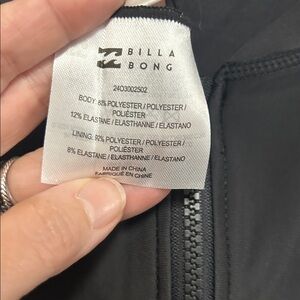 BILLA
BONG
24O3002502
BODY: 88% POLYESTER / POLYESTER /
POLIÉSTER
12% ELASTANE / ELASTHANNE / ELASTANO
LINING: 92% POLYESTER / POLYESTER /
POLIÉSTER
8% ELASTANE / ELASTHANNE / ELASTANO
MADE IN CHINA
FABRIQUÉ EN CHINE